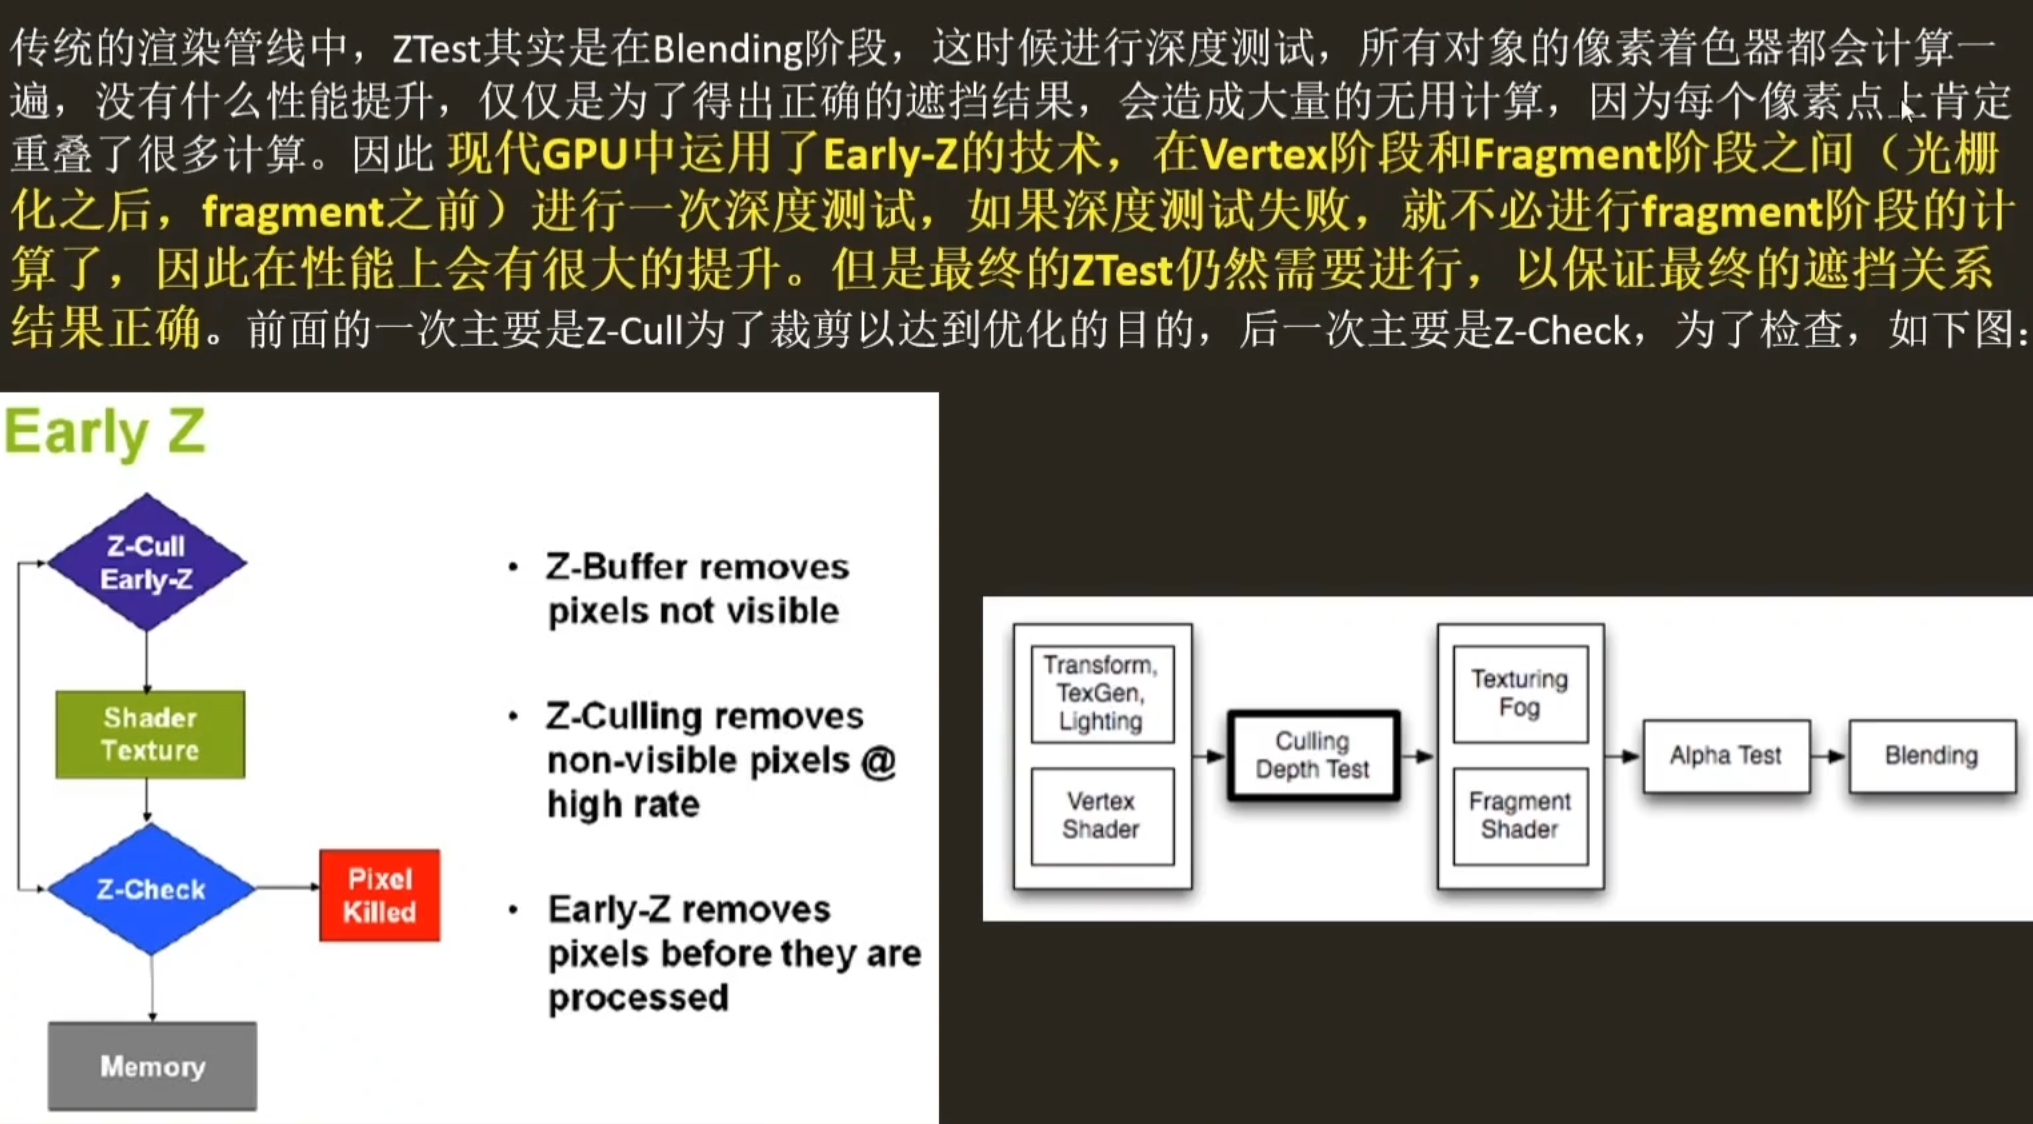 传统的渲染管线中，ZTest其实是在Blending阶段，这时候进行深度测试，所有对象的像素着色器都会计算一
遍，没有什么性能提升，仅仅是为了得出正确的遮挡结果，会造成大量的无用计算，因为每个像素点上肯定
重叠了很多计算。因此 现代GPU中运用了Early-Z的技术，在Vertex阶段和Fragment阶段之间（光栅
化之后，fragment之前）进行一次深度测试，如果深度测试失败，就不必进行fragment阶段的计
算了，因此在性能上会有很大的提升。但是最终的ZTest仍然需要进行，以保证最终的遮挡关系
结果正确。前面的一次主要是Z-Cull为了裁剪以达到优化的目的，后一次主要是Z-Check，为了检查，如下图：
Early Z
Z-Cull
Early-Z
Shader
Texture
Z-Check
Pixel
Killed
Memory
• Z-Buffer removes
pixels not visible
• Z-Culling removes
non-visible pixels @
high rate
• Early-Z removes
pixels before they are
processed
Transform,
TexGen,
Lighting
Vertex
Shader
Culling
Depth Test
Texturing
Fog
Fragment
Shader
Alpha Test
Blending